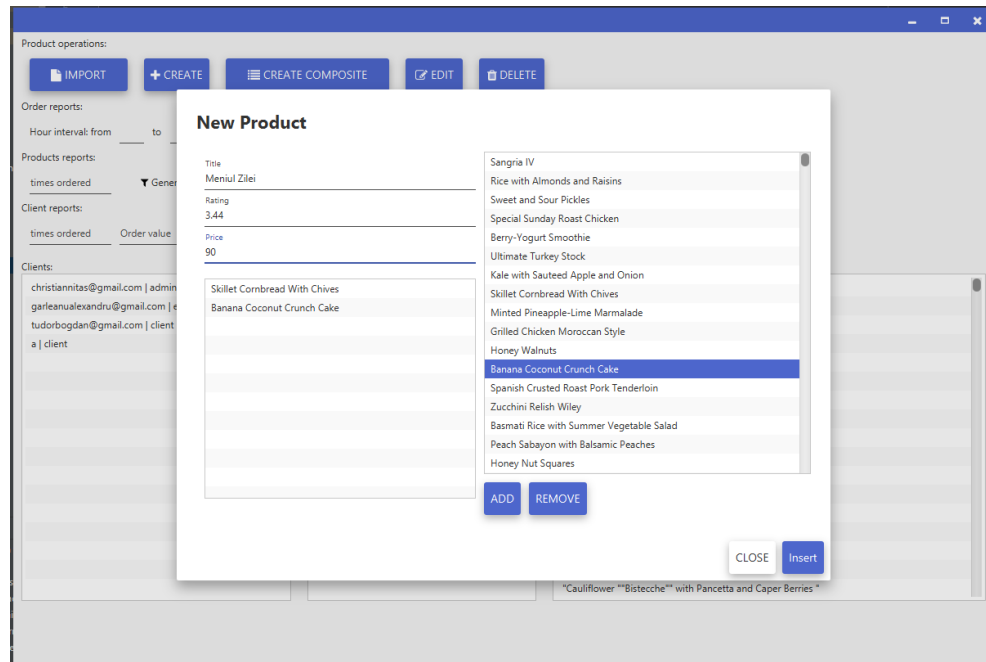 Product operations:
IMPORT CREATE CREATE COMPOSITE EDIT DELETE
Order reports:
Hour interval: from to
Products reports:
times ordered
Client reports:
times ordered Order value
Clients:
christiannitas@gmail.com | admin
garleanualexandru@gmail.com |
tudorbogdan@gmail.com | client
a | client
New Product
Title
Meniul Zilei
Rating
3.44
Price
90
Skillet Cornbread With Chives
Banana Coconut Crunch Cake
Sangria IV
Rice with Almonds and Raisins
Sweet and Sour Pickles
Special Sunday Roast Chicken
Berry-Yogurt Smoothie
Ultimate Turkey Stock
Kale with Sauteed Apple and Onion
Skillet Cornbread With Chives
Minted Pineapple-Lime Marmalade
Grilled Chicken Moroccan Style
Honey Walnuts
Banana Coconut Crunch Cake
Spanish Crusted Roast Pork Tenderloin
Zucchini Relish Wiley
Basmati Rice with Summer Vegetable Salad
Peach Sabayon with Balsamic Peaches
Honey Nut Squares
ADD REMOVE
CLOSE Insert
"Cauliflower ""Bistecche"" with Pancetta and Caper Berries "